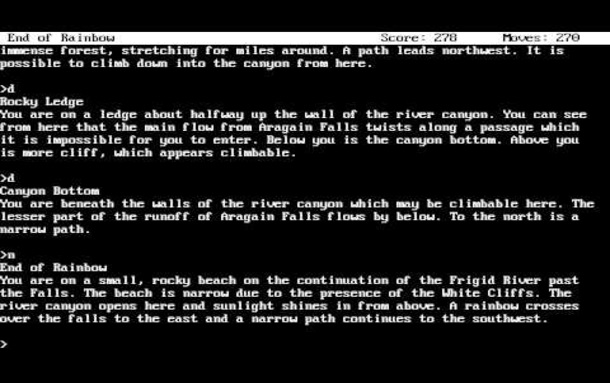 End of Rainbow Score: 278 Moves: 270
immense forest, stretching for miles around. A path leads northwest. It is
possible to climb down into the canyon from here.
>d
Rocky Ledge
You are on a ledge about halfway up the wall of the river canyon. You can see
from here that the main flow from Aragain Falls twists along a passage which
it is impossible for you to enter. Below you is the canyon bottom. Above you
is more cliff, which appears climbable.
>d
Canyon Bottom
You are beneath the walls of the river canyon which may be climbable here. The
lesser part of the runoff of Aragain Falls flows by below. To the north is a
narrow path.
>n
End of Rainbow
You are on a small, rocky beach on the continuation of the Frigid River past
the Falls. The beach is narrow due to the presence of the White Cliffs. The
river canyon opens here and sunlight shines in from above. A rainbow crosses
over the falls to the east and a narrow path continues to the southwest.
>